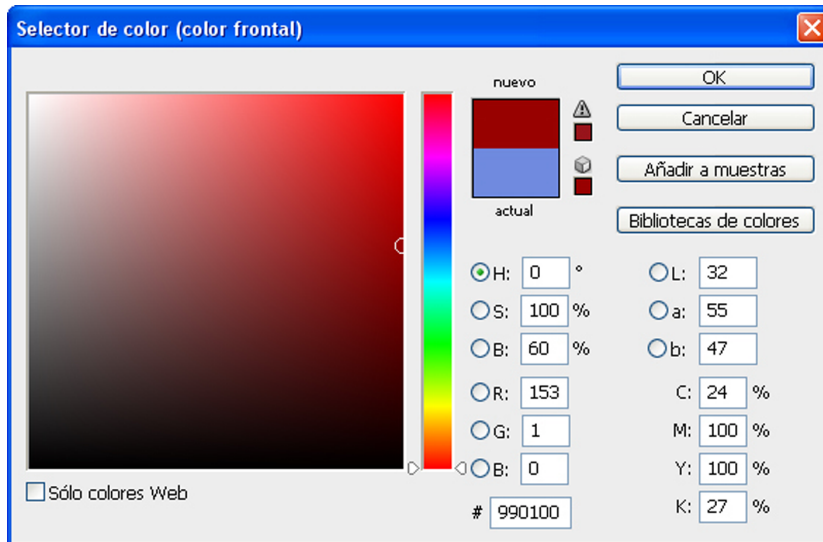 Selector de color (color frontal)
nuevo
actual
OK
Cancelar
Añadir a muestras
Bibliotecas de colores
H: 0 °
S: 100 %
B: 60 %
R: 153
G: 1
B: 0
# 990100
L: 32
a: 55
b: 47
C: 24 %
M: 100 %
Y: 100 %
K: 27 %
Sólo colores Web